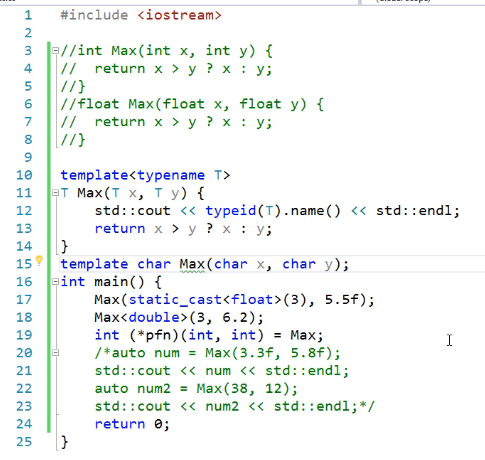 1 #include <iostream>
2
3 //int Max(int x, int y) {
4 //  return x > y ? x : y;
5 //}
6 //float Max(float x, float y) {
7 //  return x > y ? x : y;
8 //}
9
10 template<typename T>
11 T Max(T x, T y) {
12     std::cout << typeid(T).name() << std::endl;
13     return x > y ? x : y;
14 }
15 template char Max(char x, char y);
16 int main() {
17     Max(static_cast<float>(3), 5.5f);
18     Max<double>(3, 6.2);
19     int (*pfn)(int, int) = Max;
20     /*auto num = Max(3.3f, 5.8f);
21     std::cout << num << std::endl;
22     auto num2 = Max(38, 12);
23     std::cout << num2 << std::endl;*/
24     return 0;
25 }